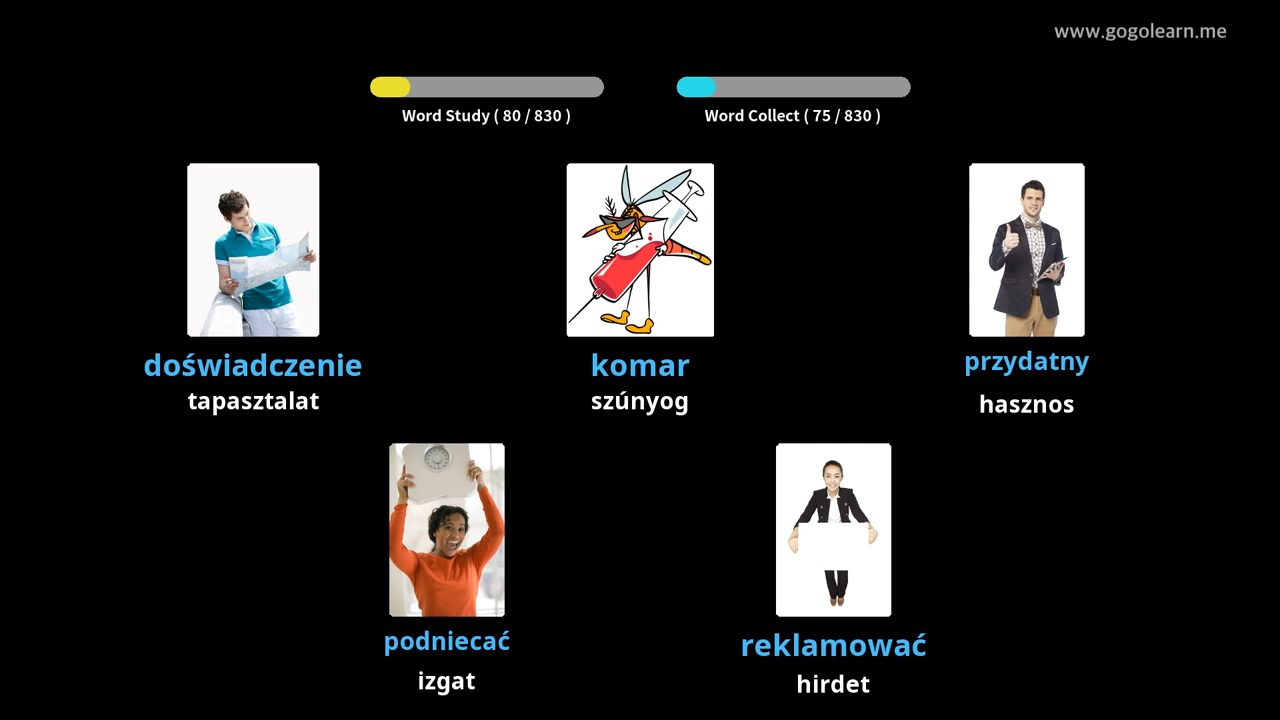 www.gogolearn.me
Word Study ( 80 / 830 )
Word Collect ( 75 / 830 )
doświadczenie
tapasztalat
komar
szúnyog
przydatny
hasznos
podniecać
izgat
reklamować
hirdet